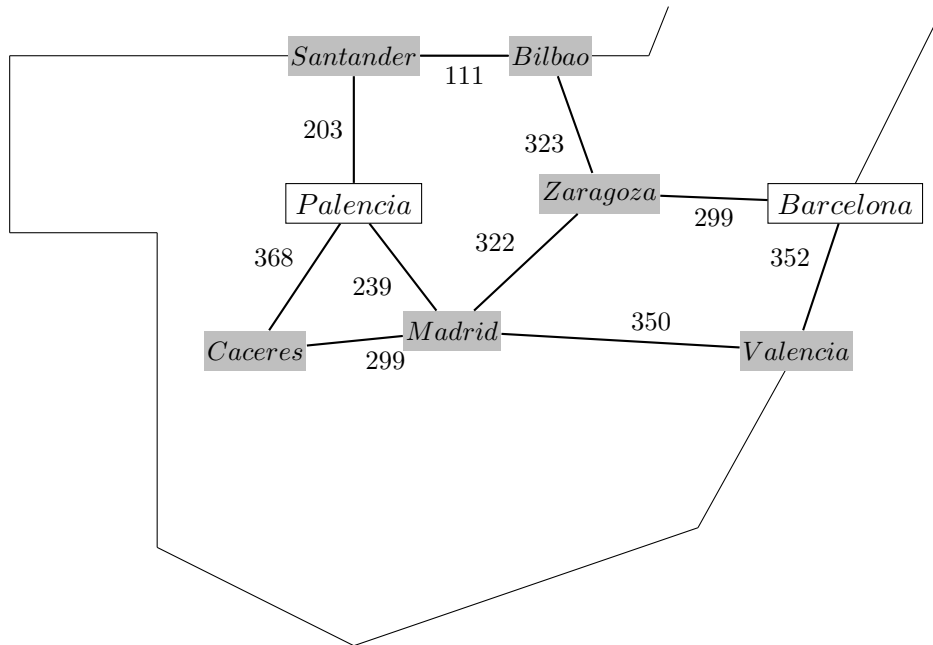 Santander
Bilbao
111
203
323
Zaragoza
Palencia
299
Barcelona
368
322
352
239
350
Madrid
Caceres
299
Valencia